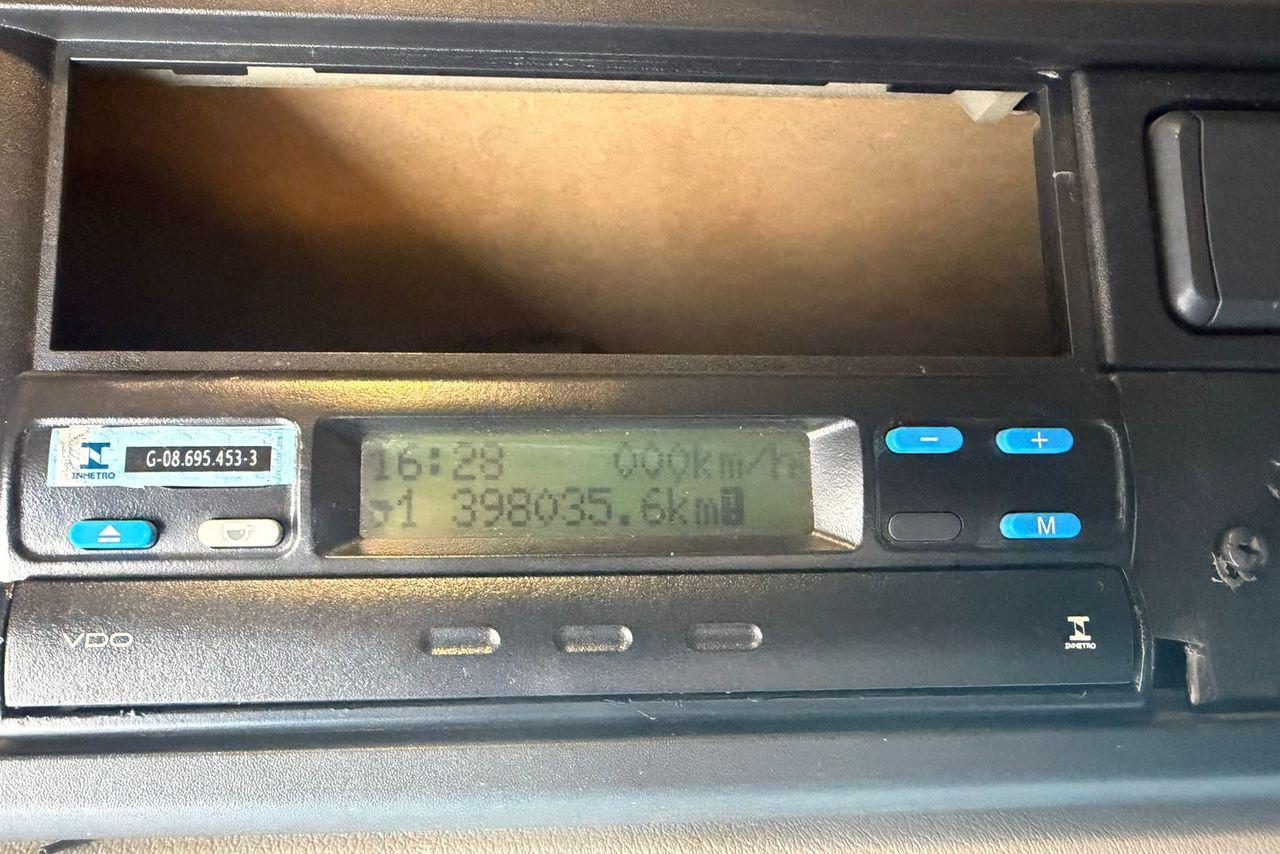 INMETRO
G-08.695.453-3
16:28 000km/h
1 398035.6km
− +
M
VDO
INMETRO